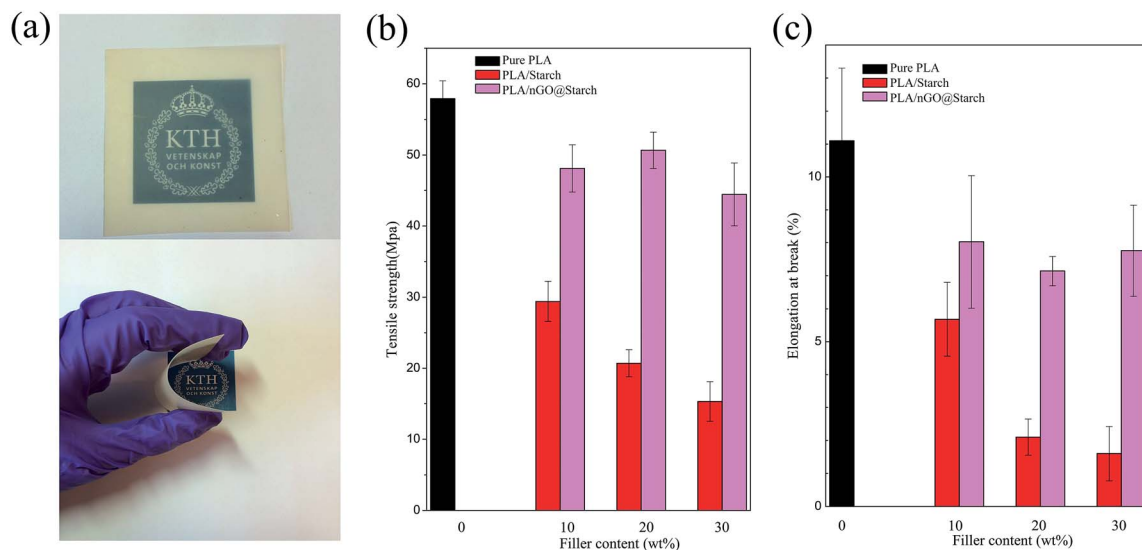 (a)
KTH
VETENSKAP
OCH KONST
KTH
VETENSKAP
OCH KONST
(b)
Pure PLA
PLA/Starch
PLA/nGO@Starch
Tensile strength(Mpa)
60
50
40
30
20
10
0
0 10 20 30
Filler content (wt%)
(c)
Pure PLA
PLA/Starch
PLA/nGO@Starch
Elongation at break (%)
10
5
0
0 10 20 30
Filler content (wt%)